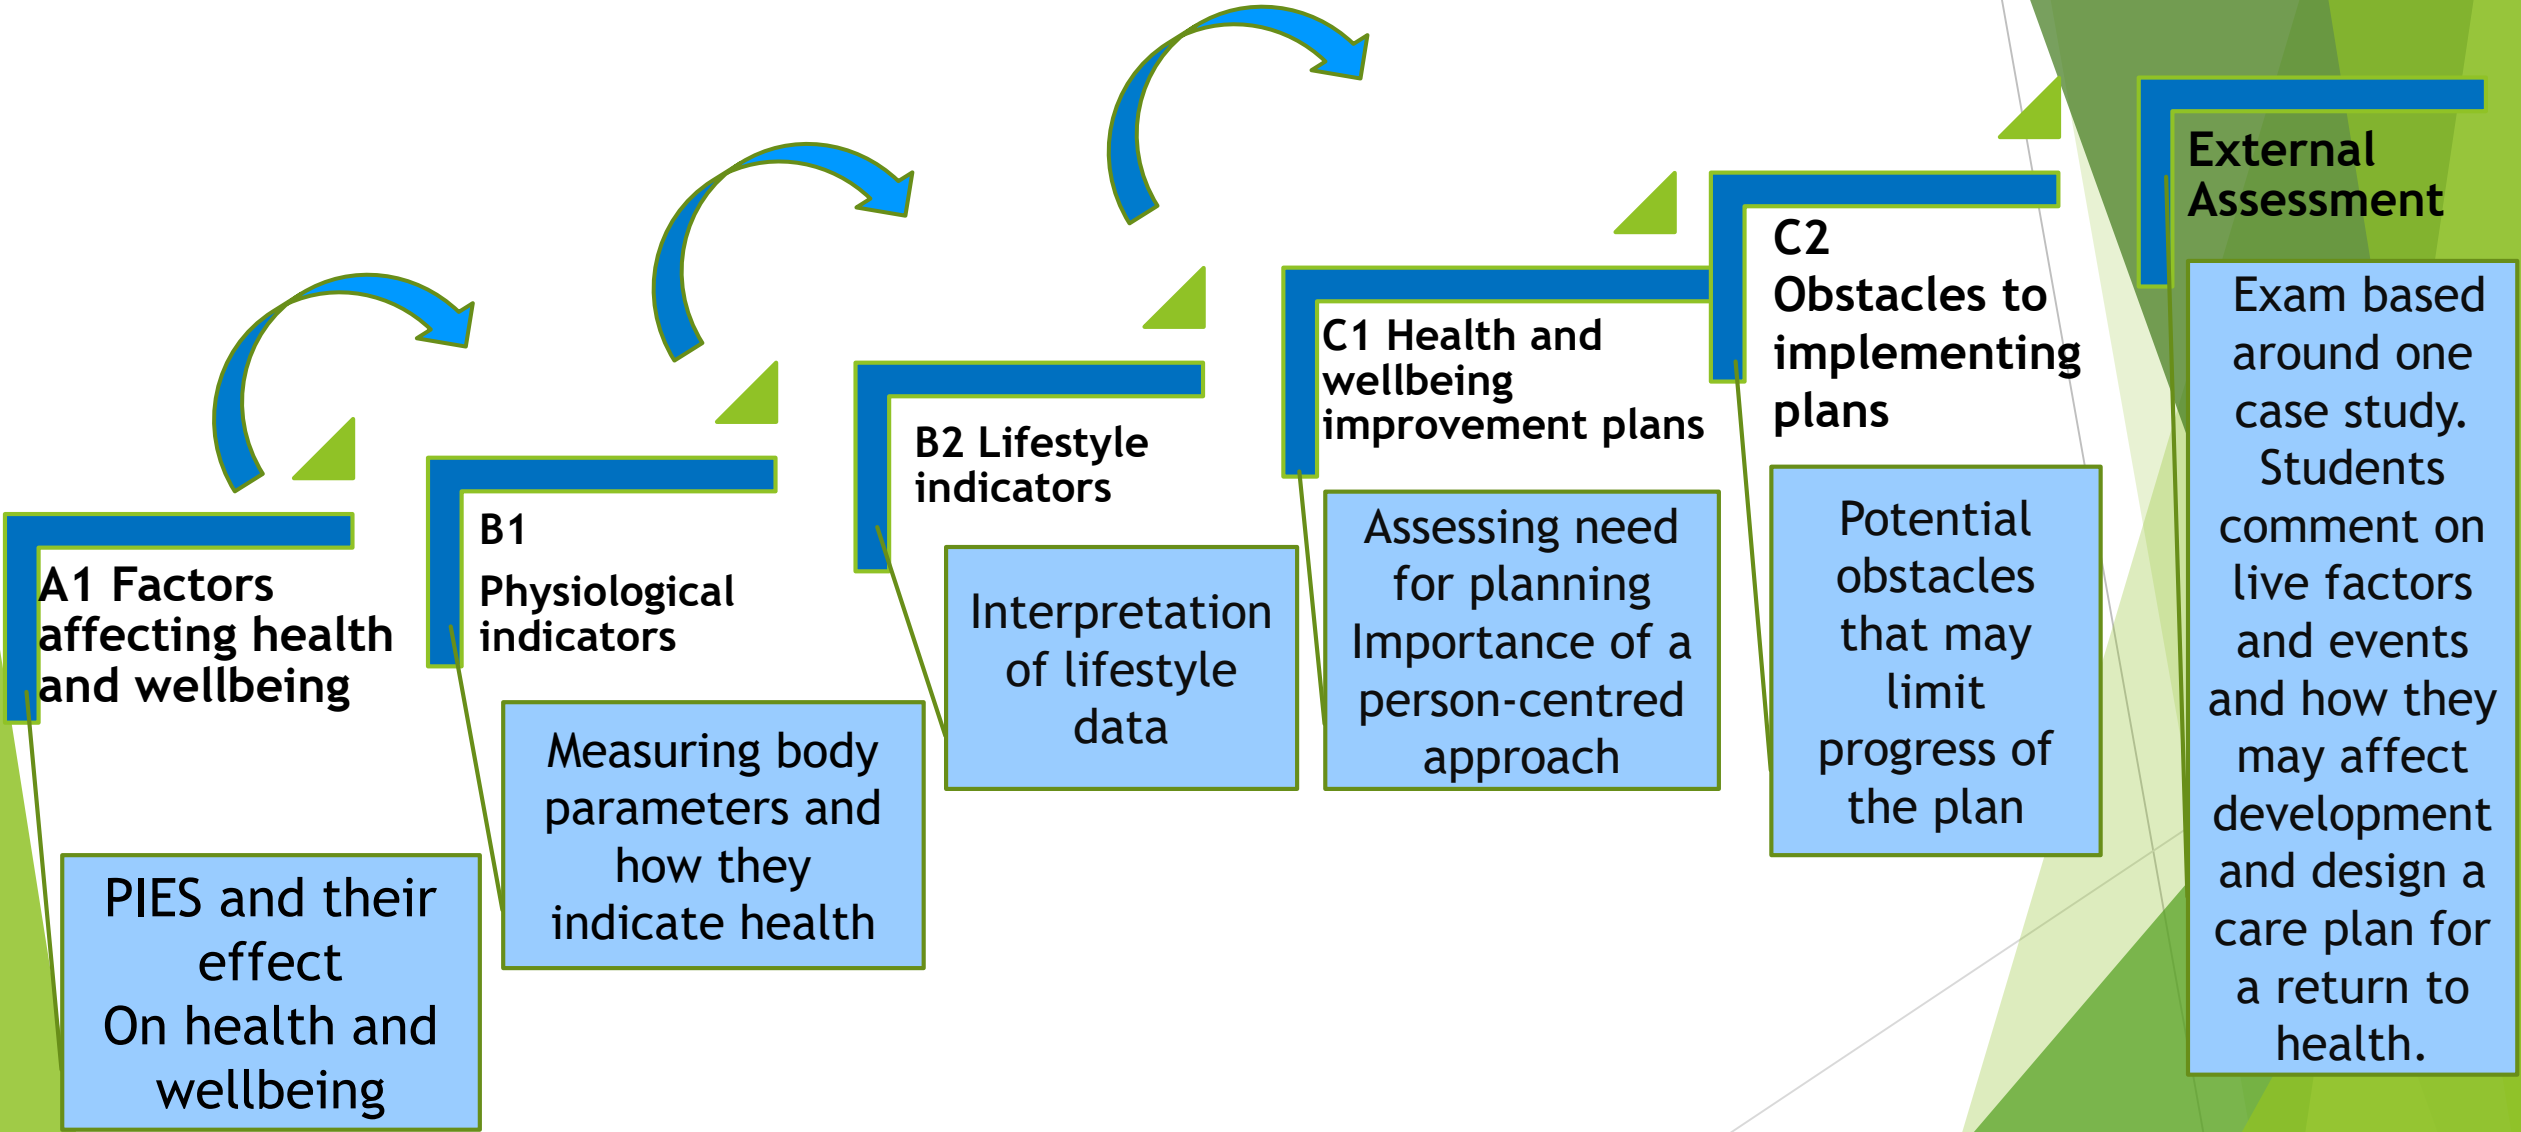 A1 Factors
affecting health
and wellbeing
PIES and their
effect
On health and
wellbeing
B1
Physiological
indicators
Measuring body
parameters and
how they
indicate health
B2 Lifestyle
indicators
Interpretation
of lifestyle
data
C1 Health and
wellbeing
improvement plans
Assessing need
for planning
Importance of a
person-centred
approach
C2
Obstacles to
implementing
plans
Potential
obstacles
that may
limit
progress of
the plan
External
Assessment
Exam based
around one
case study.
Students
comment on
live factors
and events
and how they
may affect
development
and design a
care plan for
a return to
health.